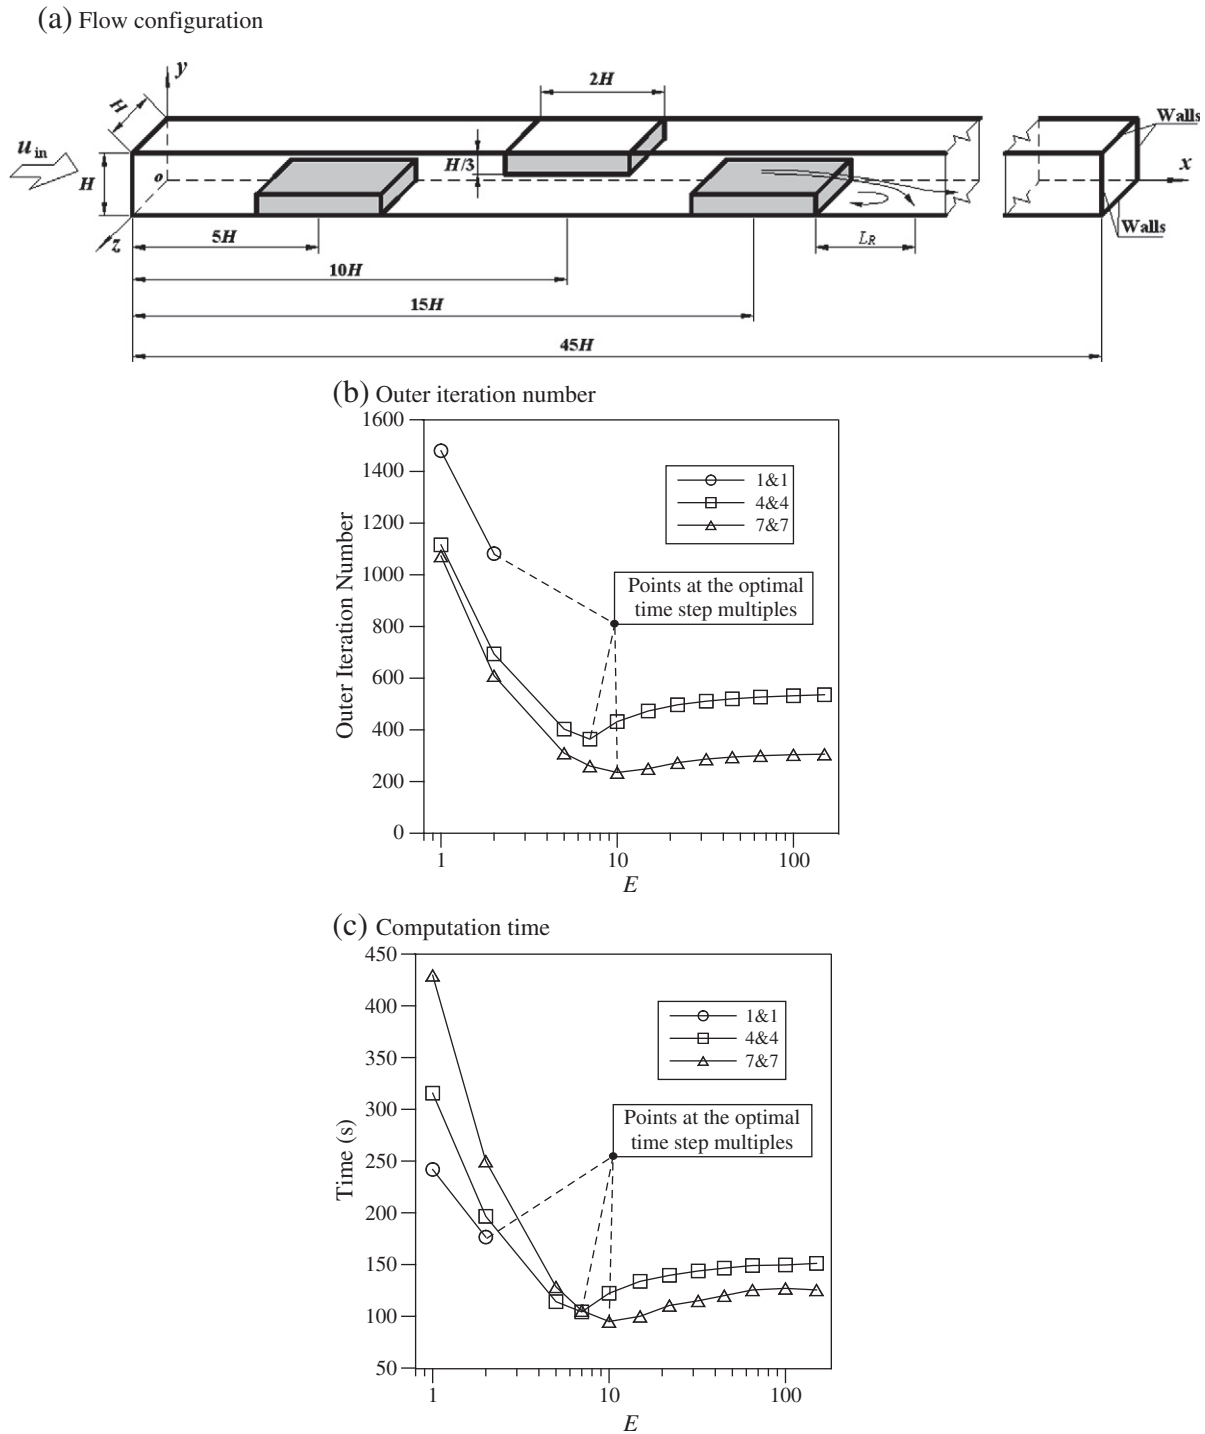 (a) Flow configuration
y
2H
H
Walls
u in
H
o
H/3
x
z
Walls
5H
L_R
10H
15H
45H
(b) Outer iteration number
1600
1400
1200
1000
800
600
400
200
0
Outer Iteration Number
1&1
4&4
7&7
Points at the optimal
time step multiples
1 10 100
E
(c) Computation time
450
400
350
300
250
200
150
100
50
Time (s)
1&1
4&4
7&7
Points at the optimal
time step multiples
1 10 100
E